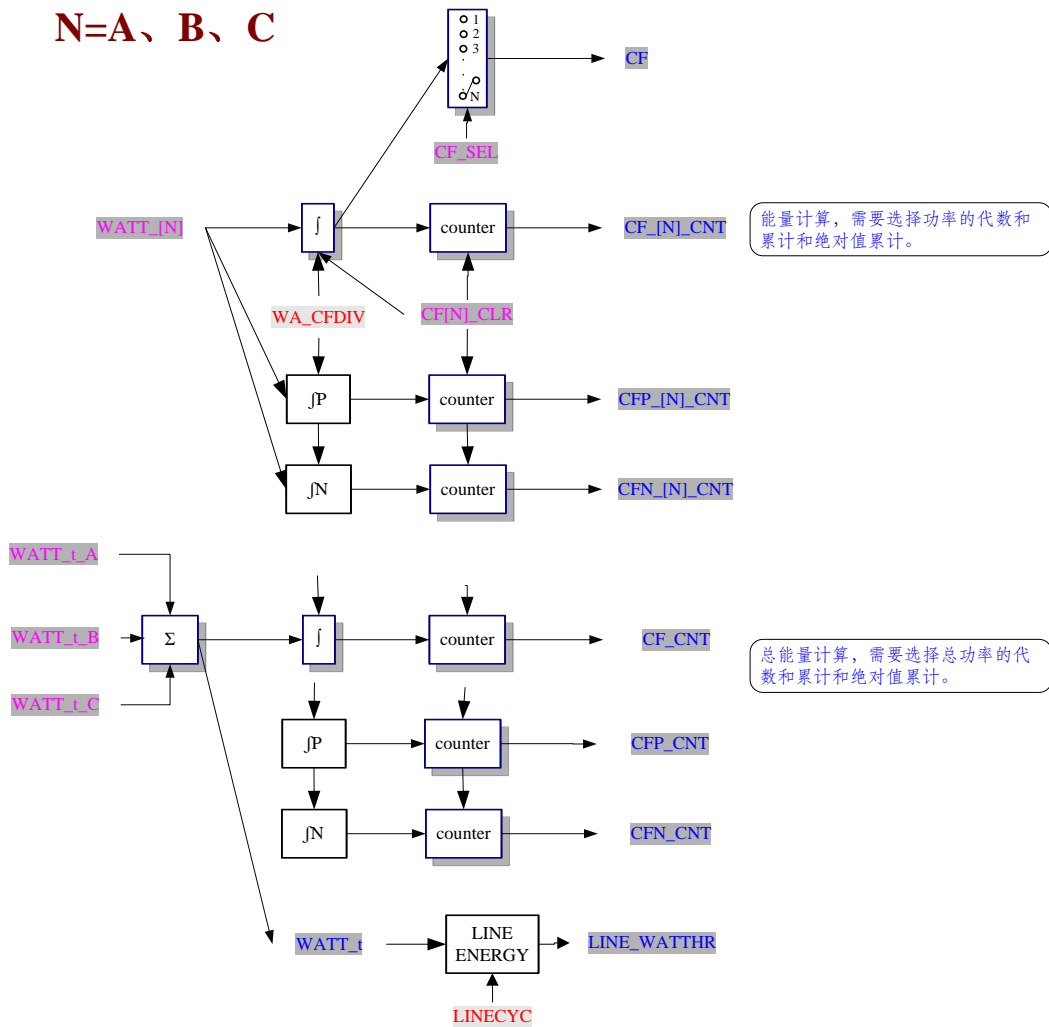 N=A、B、C
1
2
3
.
.
.
N
CF
CF_SEL
WATT_[N]
∫
counter
CF_[N]_CNT
能量计算，需要选择功率的代数和
累计和绝对值累计。
WA_CFDIV
CF[N]_CLR
∫P
counter
CFP_[N]_CNT
∫N
counter
CFN_[N]_CNT
WATT_t_A
WATT_t_B
Σ
∫
counter
CF_CNT
总能量计算，需要选择总功率的代
数和累计和绝对值累计。
WATT_t_C
∫P
counter
CFP_CNT
∫N
counter
CFN_CNT
WATT_t
LINE
ENERGY
LINE_WATTHR
LINECYC